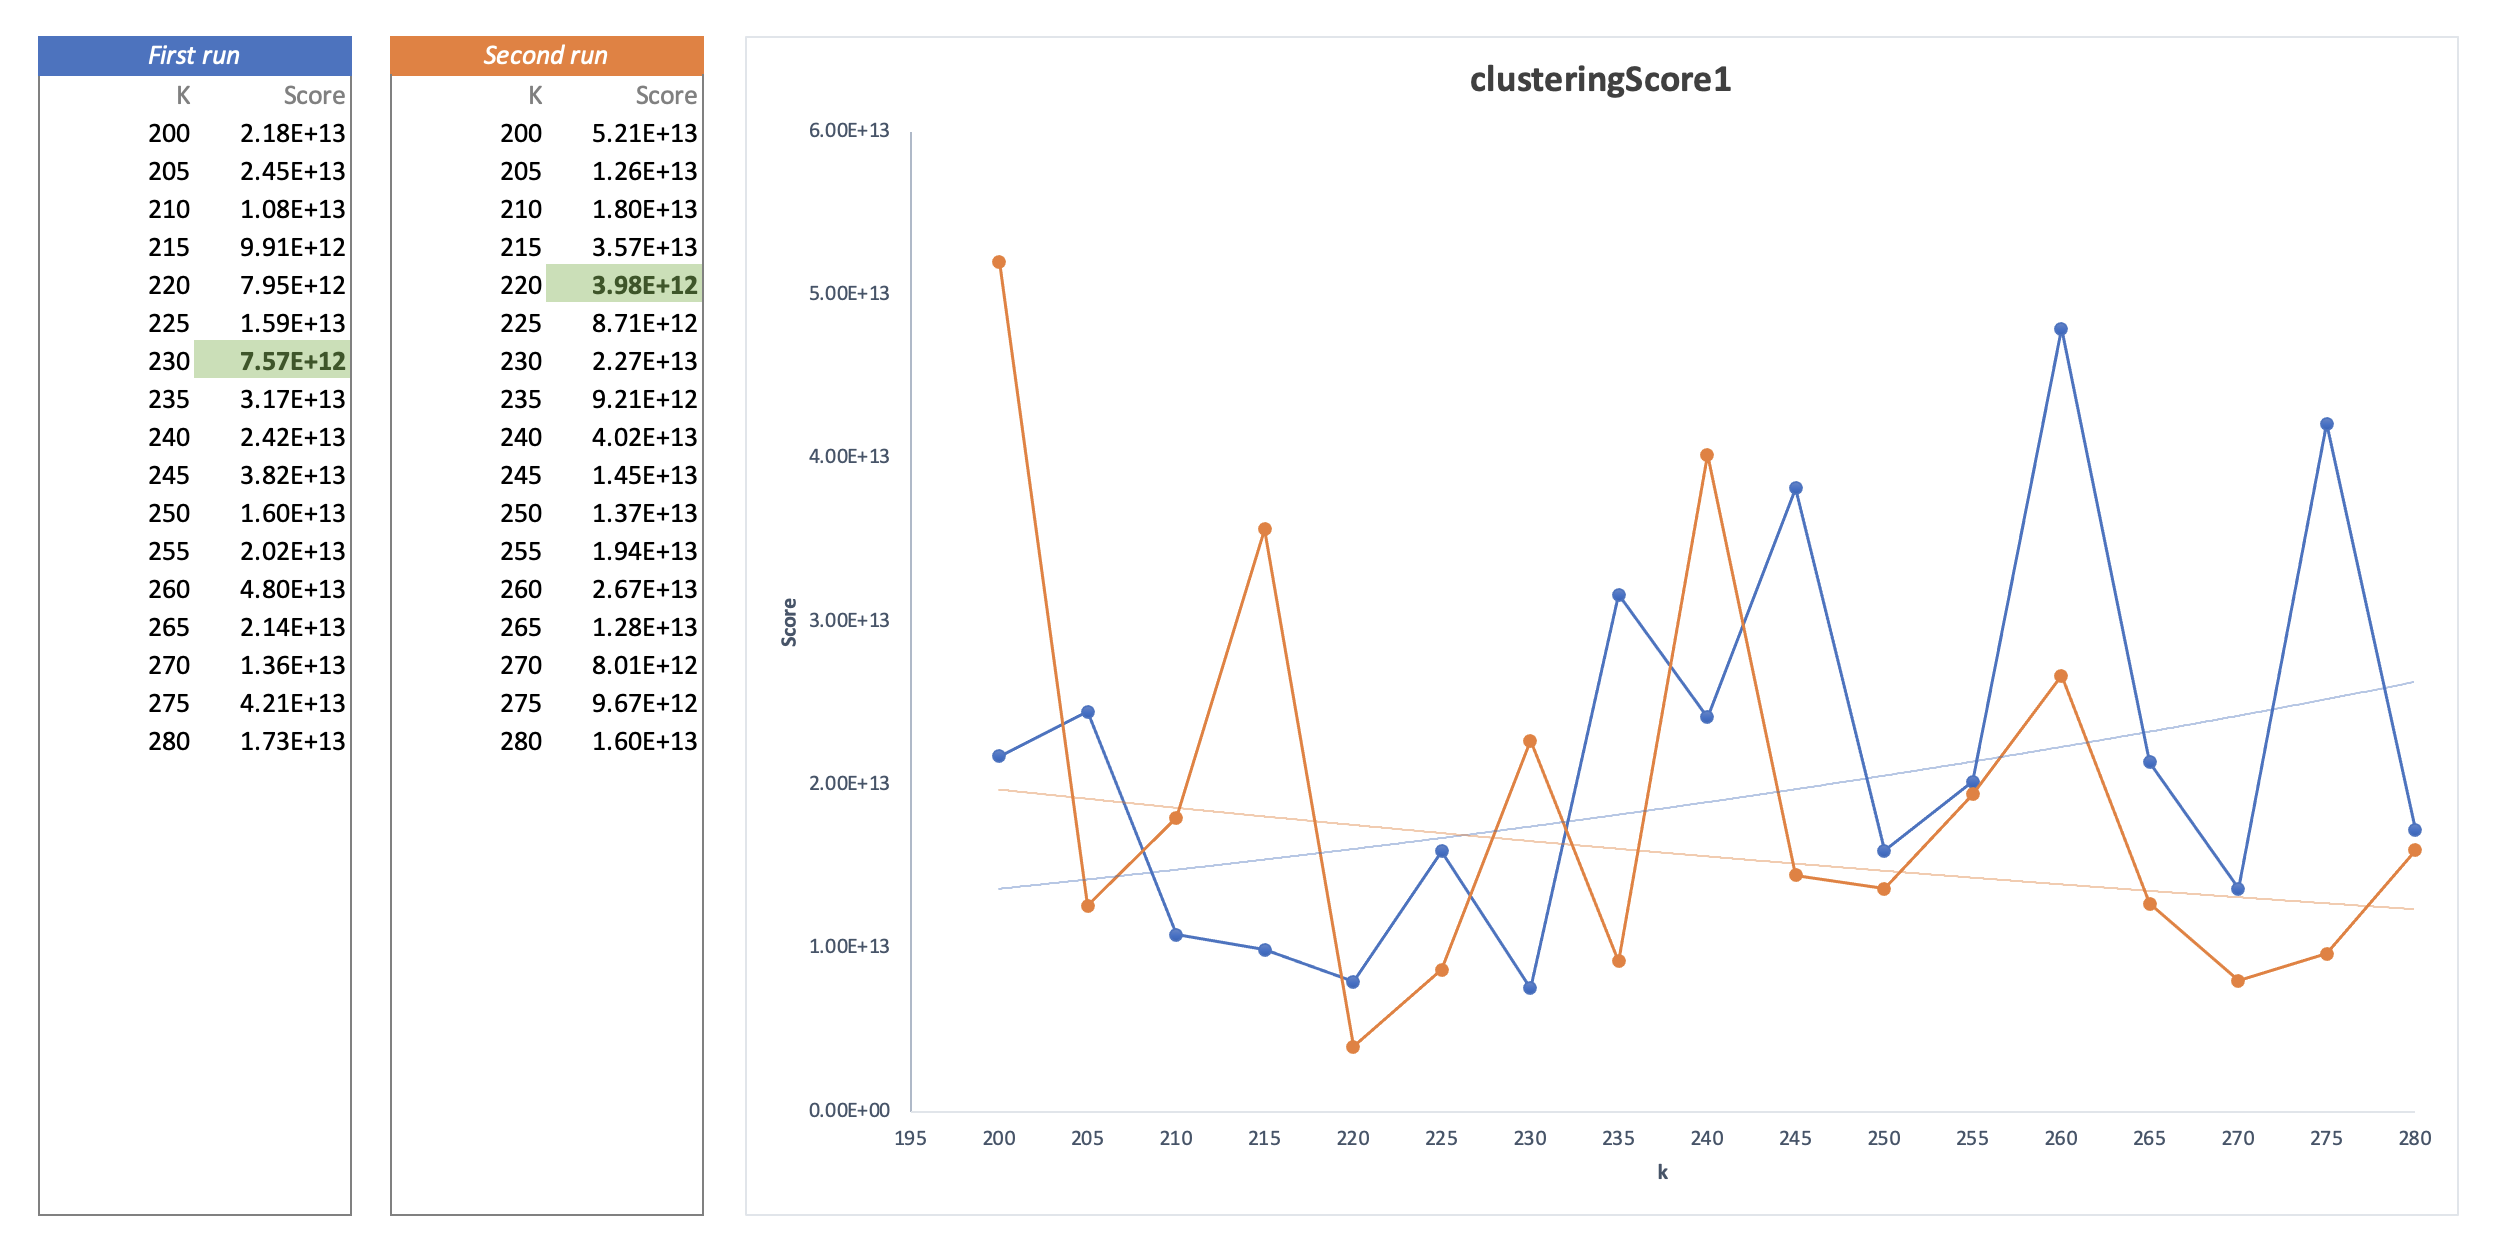 First run
K Score
200 2.18E+13
205 2.45E+13
210 1.08E+13
215 9.91E+12
220 7.95E+12
225 1.59E+13
230 7.57E+12
235 3.17E+13
240 2.42E+13
245 3.82E+13
250 1.60E+13
255 2.02E+13
260 4.80E+13
265 2.14E+13
270 1.36E+13
275 4.21E+13
280 1.73E+13
Second run
K Score
200 5.21E+13
205 1.26E+13
210 1.80E+13
215 3.57E+13
220 3.98E+12
225 8.71E+12
230 2.27E+13
235 9.21E+12
240 4.02E+13
245 1.45E+13
250 1.37E+13
255 1.94E+13
260 2.67E+13
265 1.28E+13
270 8.01E+12
275 9.67E+12
280 1.60E+13
clusteringScore1
6.00E+13
5.00E+13
4.00E+13
3.00E+13
2.00E+13
1.00E+13
0.00E+00
Score
195 200 205 210 215 220 225 230 235 240 245 250 255 260 265 270 275 280
k